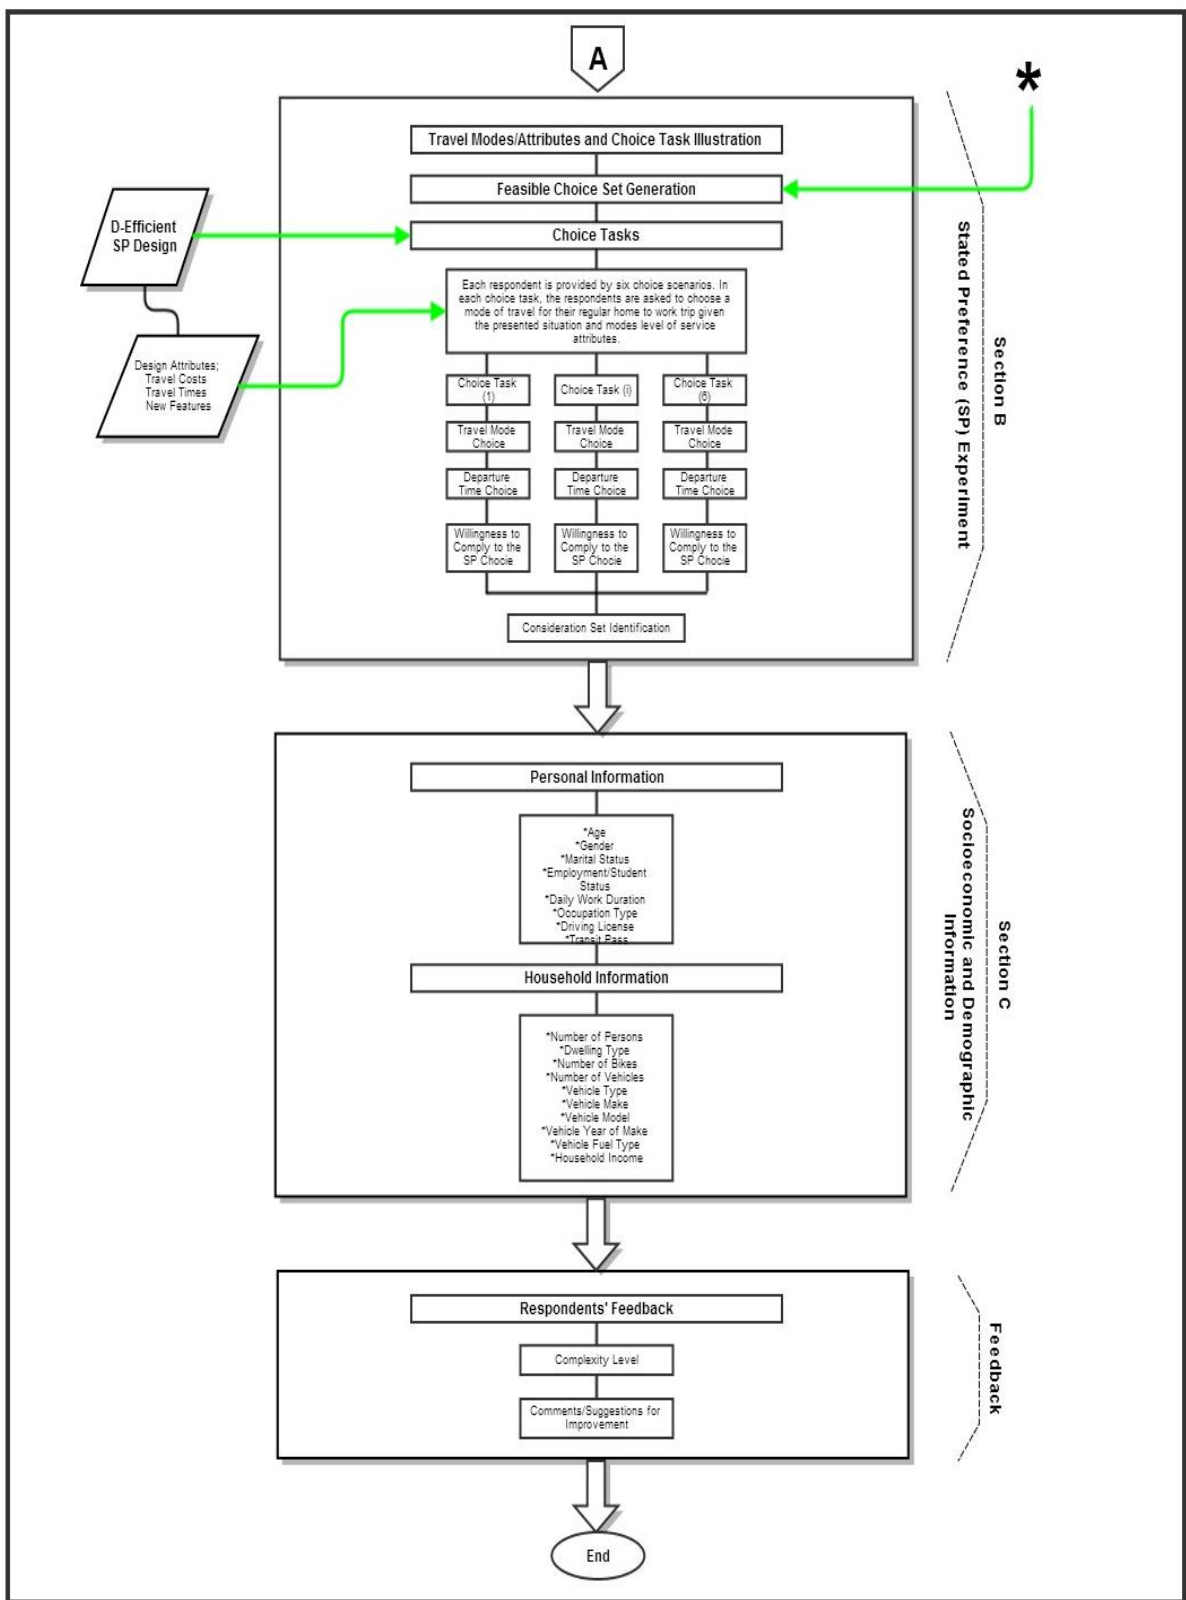 A
*
Travel Modes/Attributes and Choice Task Illustration
Feasible Choice Set Generation
D-Efficient
SP Design
Choice Tasks
Each respondent is provided by six choice scenarios. In
each choice task, the respondents are asked to choose a
mode of travel for their regular home to work trip given
the presented situation and modes level of service
attributes.
Design Attributes;
Travel Costs
Travel Times
New Features
Choice Task
(1)
Choice Task (i)
Choice Task
(6)
Travel Mode
Choice
Travel Mode
Choice
Travel Mode
Choice
Departure
Time Choice
Departure
Time Choice
Departure
Time Choice
Willingness to
Comply to the
SP Chocie
Willingness to
Comply to the
SP Chocie
Willingness to
Comply to the
SP Chocie
Consideration Set Identification
Section B
Stated Preference (SP) Experiment
Personal Information
*Age
*Gender
*Marital Status
*Employment/Student
Status
*Daily Work Duration
*Occupation Type
*Driving License
*Transit Pass
Household Information
*Number of Persons
*Dwelling Type
*Number of Bikes
*Number of Vehicles
*Vehicle Type
*Vehicle Make
*Vehicle Model
*Vehicle Year of Make
*Vehicle Fuel Type
*Household Income
Section C
Socioeconomic and Demographic
Information
Respondents' Feedback
Complexity Level
Comments/Suggestions for
Improvement
Feedback
End